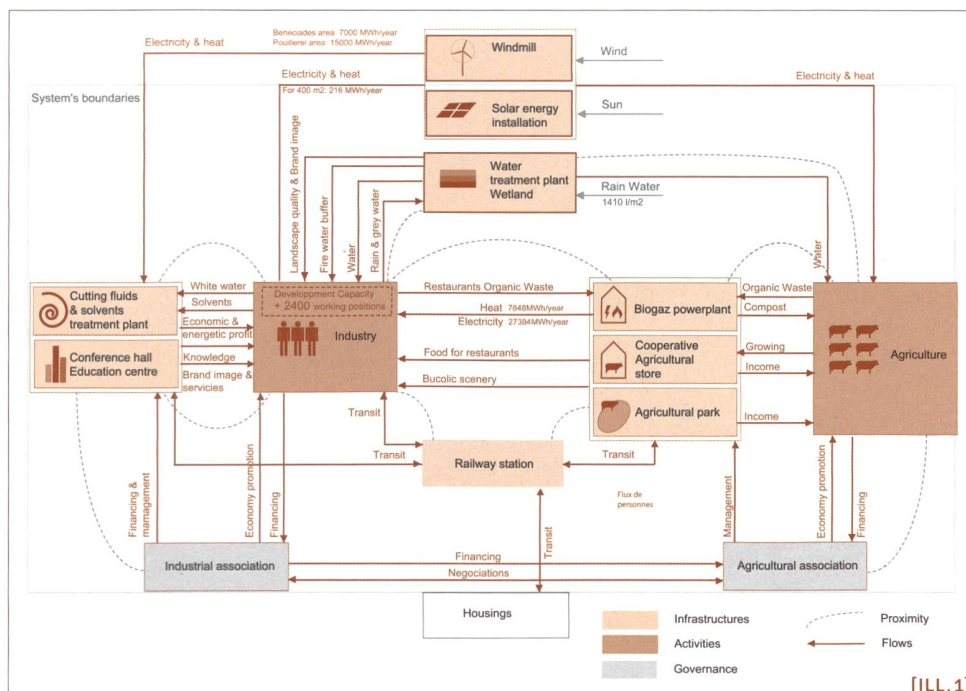 Beneciades area: 7000 MWh/year
Pouillerei area: 15000 MWh/year
Electricity & heat
Windmill
Wind
Electricity & heat
For 400 m2: 216 MWh/year
Electricity & heat
System's boundaries
Solar energy
installation
Sun
Water
treatment plant
Wetland
Rain Water
1410 l/m2
Landscape quality & Brand image
Fire water buffer
Water
Rain & grey water
Water
Cutting fluids
& solvents
treatment plant
Conference hall
Education centre
White water
Solvents
Economic &
energetic profit
Knowledge
Brand image &
servicies
Developpment Capacity
+ 2400 working positions
Industry
Restaurants Organic Waste
Heat 7848MWh/year
Electricity 27384MWh/year
Food for restaurants
Bucolic scenery
Biogaz powerplant
Cooperative
Agricultural
store
Agricultural park
Organic Waste
Compost
Growing
Income
Income
Agriculture
Transit
Transit
Railway station
Transit
Flux de
personnes
Financing &
mamagement
Economy promotion
Financing
Transit
Management
Economy promotion
Financing
Industrial association
Financing
Negociations
Agricultural association
Housings
Infrastructures
Activities
Governance
Proximity
Flows
[ILL.1]